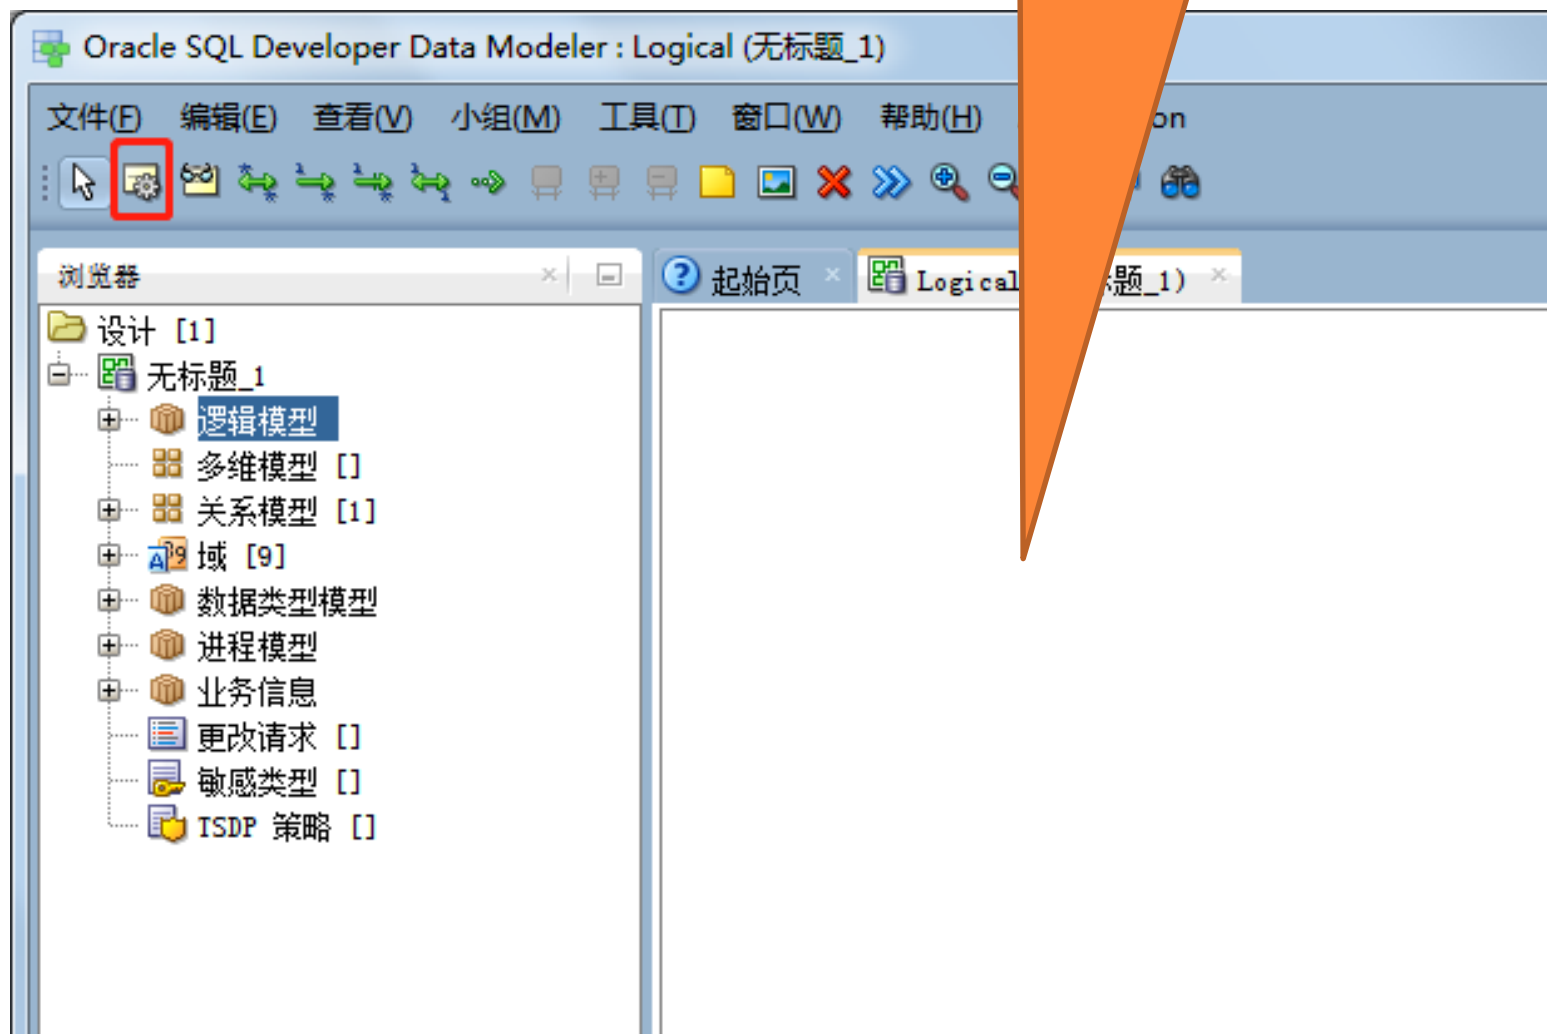 Oracle SQL Developer Data Modeler : Logical (无标题_1)
文件(F) 编辑(E) 查看(V) 小组(M) 工具(T) 窗口(W) 帮助(H)
浏览器
起始页 Logical 题_1)
设计 [1]
无标题_1
逻辑模型
多维模型 []
关系模型 [1]
域 [9]
数据类型模型
进程模型
业务信息
更改请求 []
敏感类型 []
TSDP 策略 []